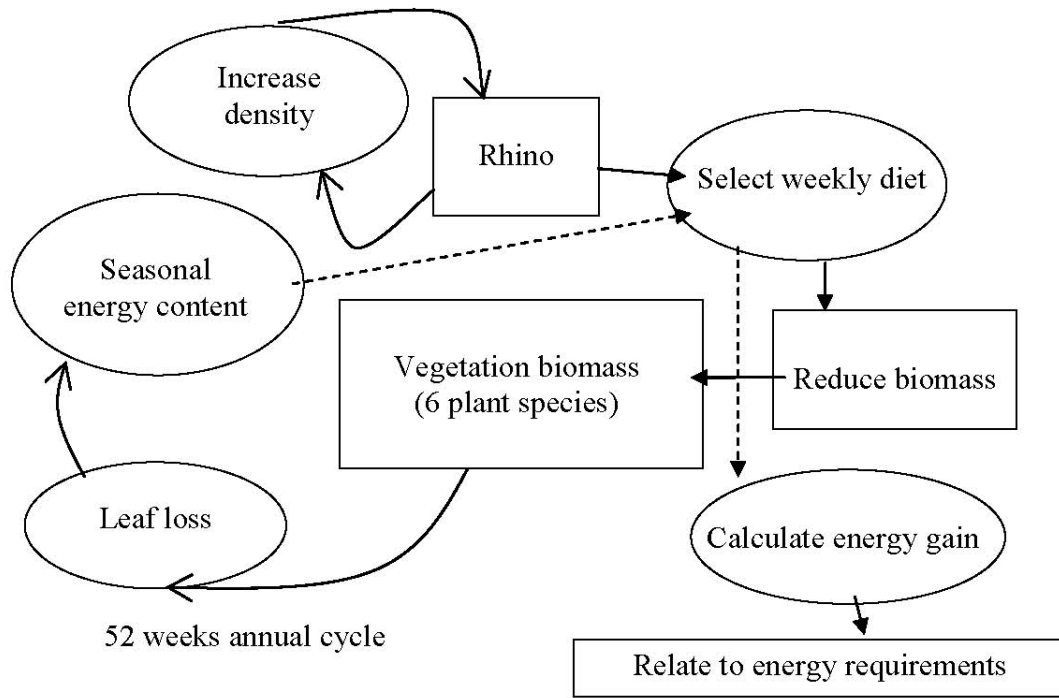 Increase
density
Rhino
Select weekly diet
Seasonal
energy content
Vegetation biomass
(6 plant species)
Reduce biomass
Leaf loss
Calculate energy gain
52 weeks annual cycle
Relate to energy requirements